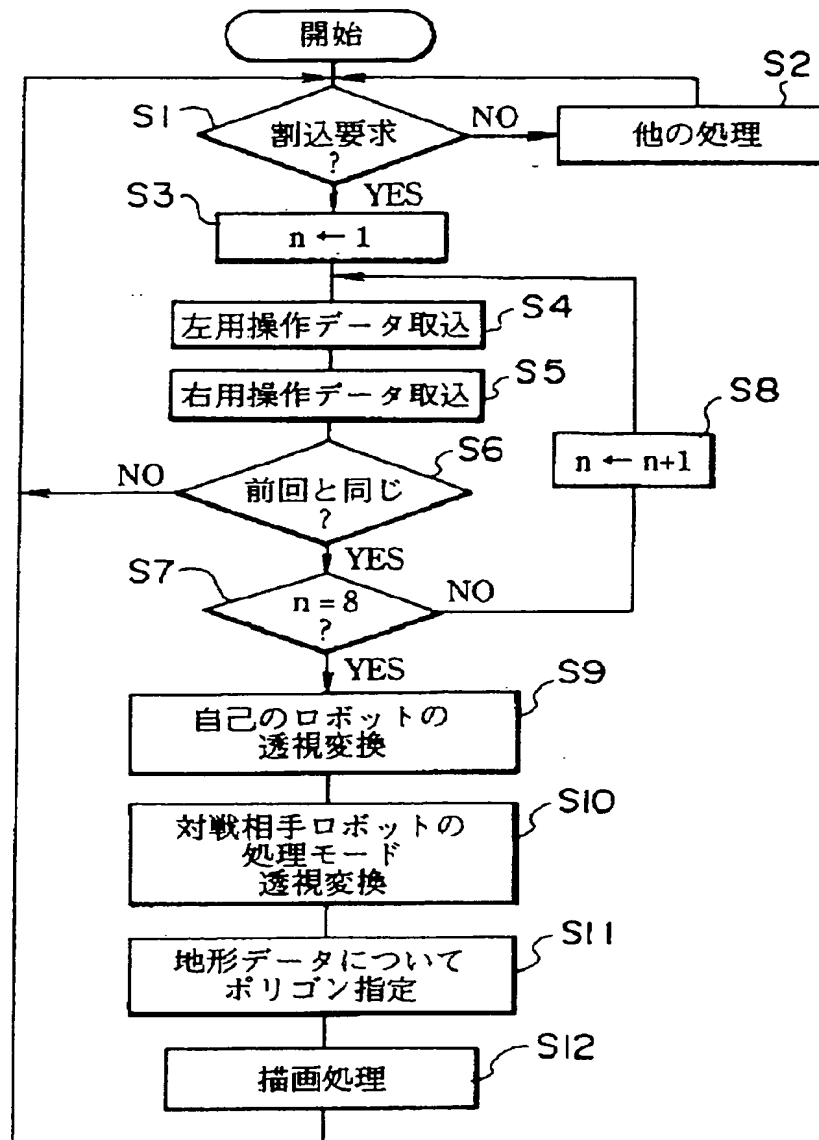 開始
S1
割込要求
?
NO
S2
他の処理
YES
S3
n ← 1
S4
左用操作データ取込
S5
右用操作データ取込
S6
前回と同じ
?
NO
YES
S8
n ← n+1
S7
n = 8
?
NO
YES
S9
自己のロボットの
透視変換
S10
対戦相手ロボットの
処理モード
透視変換
S11
地形データについて
ポリゴン指定
S12
描画処理